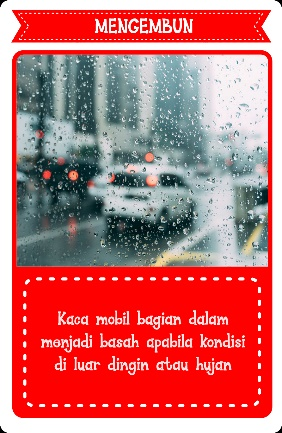 MENGEMBUN
Kaca mobil bagian dalam
menjadi basah apabila kondisi
di luar dingin atau hujan